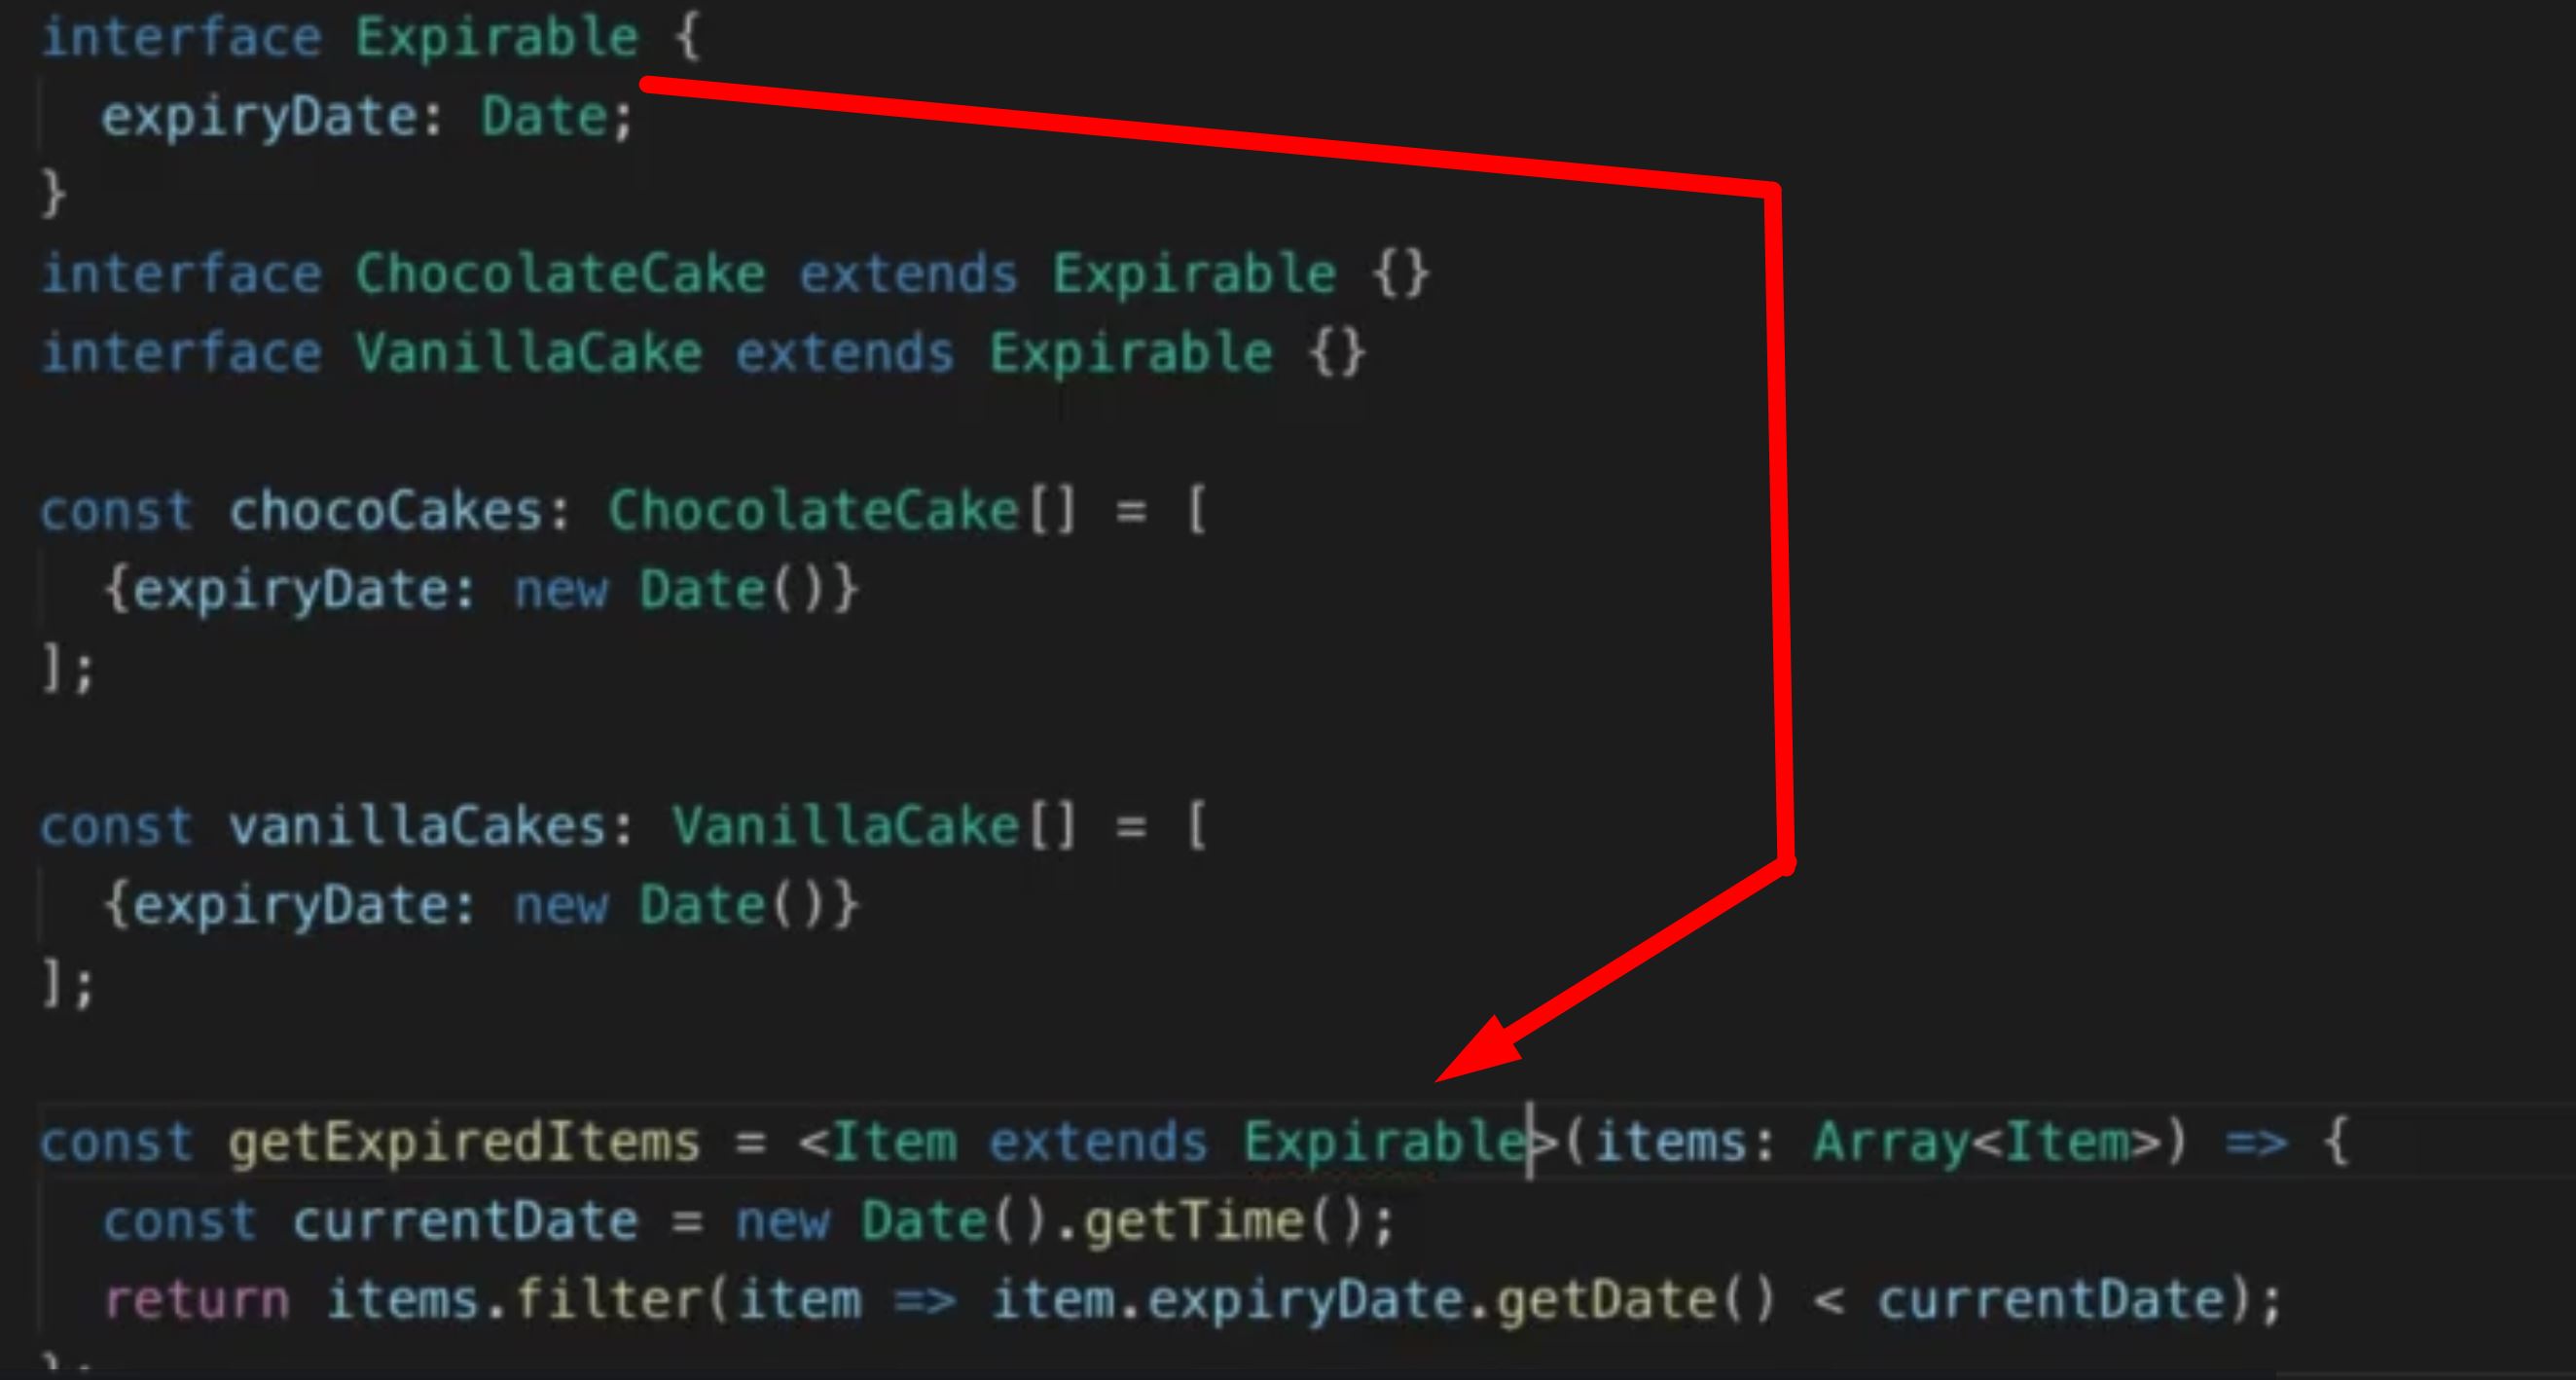 interface Expirable {
expiryDate: Date;
}
interface ChocolateCake extends Expirable {}
interface VanillaCake extends Expirable {}
const chocoCakes: ChocolateCake[] = [
{expiryDate: new Date()}
];
const vanillaCakes: VanillaCake[] = [
{expiryDate: new Date()}
];
const getExpiredItems = <Item extends Expirable>(items: Array<Item>) => {
const currentDate = new Date().getTime();
return items.filter(item => item.expiryDate.getDate() < currentDate);
};